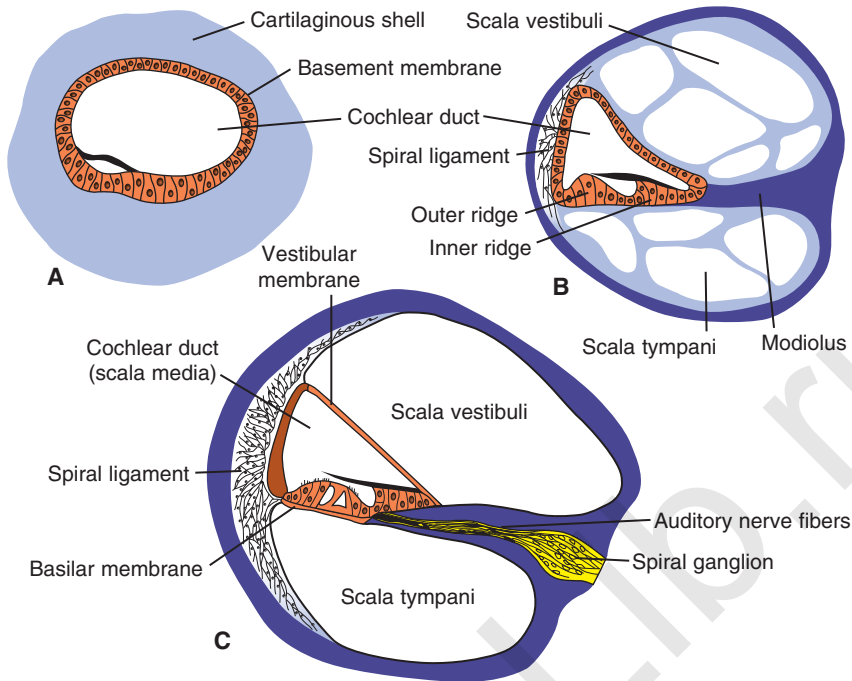 Cartilaginous shell
Basement membrane
Cochlear duct
Scala vestibuli
Spiral ligament
Outer ridge
Inner ridge
A
B
Vestibular
membrane
Scala tympani
Modiolus
Cochlear duct
(scala media)
Scala vestibuli
Spiral ligament
Auditory nerve fibers
Spiral ganglion
Basilar membrane
Scala tympani
C